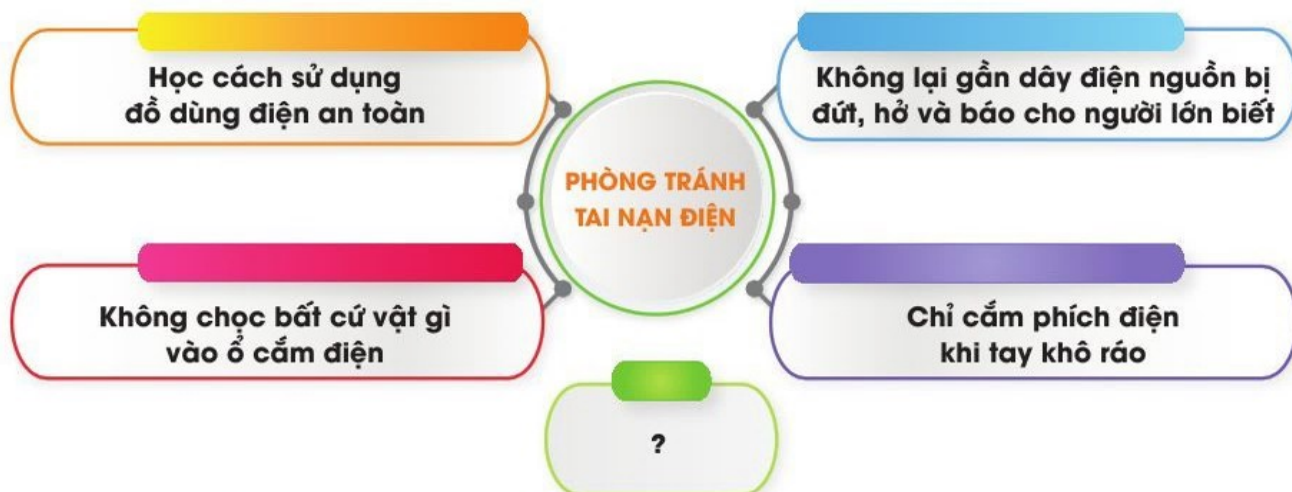 Học cách sử dụng
đồ dùng điện an toàn
Không lại gần dây điện nguồn bị
đứt, hở và báo cho người lớn biết
PHÒNG TRÁNH
TAI NẠN ĐIỆN
Không chọc bất cứ vật gì
vào ổ cắm điện
Chỉ cắm phích điện
khi tay khô ráo
?